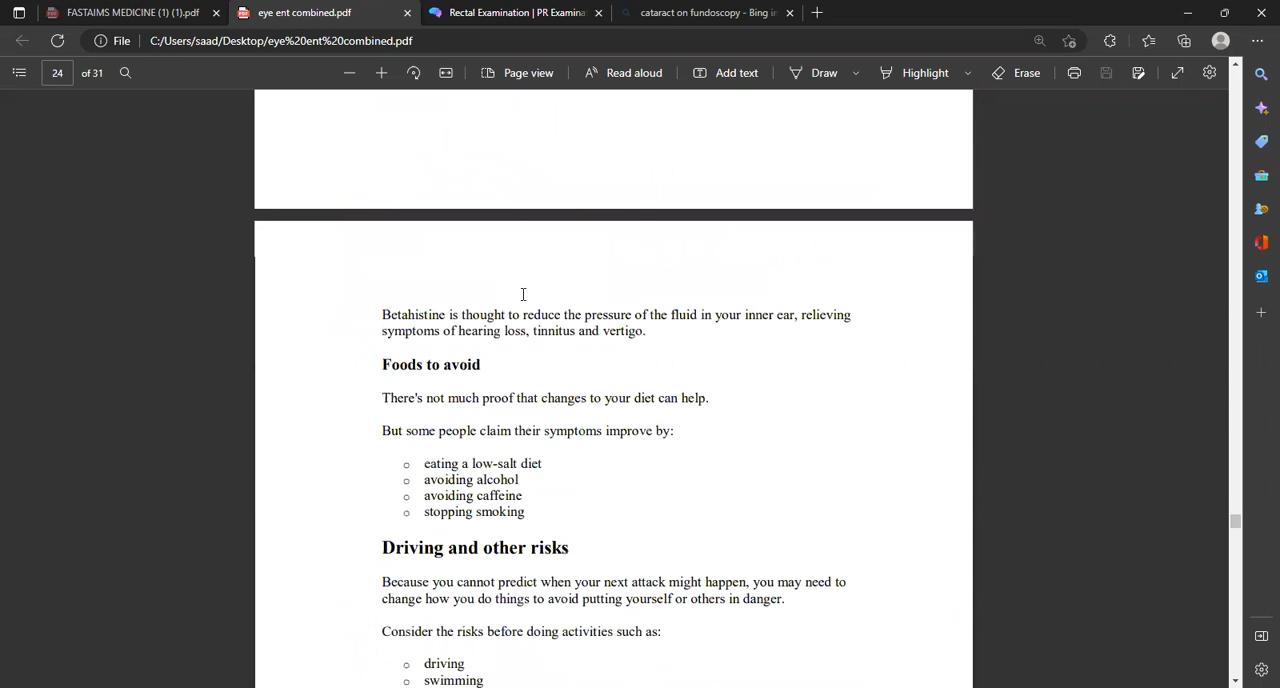 FASTAIMS MEDICINE (1) (1).pdf
eye ent combined.pdf
Rectal Examination | PR Examina
cataract on fundoscopy - Bing in
File
C:/Users/saad/Desktop/eye%20ent%20combined.pdf
24 of 31
Page view
Read aloud
Add text
Draw
Highlight
Erase
Betahistine is thought to reduce the pressure of the fluid in your inner ear, relieving
symptoms of hearing loss, tinnitus and vertigo.
Foods to avoid
There's not much proof that changes to your diet can help.
But some people claim their symptoms improve by:
eating a low-salt diet
avoiding alcohol
avoiding caffeine
stopping smoking
Driving and other risks
Because you cannot predict when your next attack might happen, you may need to
change how you do things to avoid putting yourself or others in danger.
Consider the risks before doing activities such as:
driving
swimming